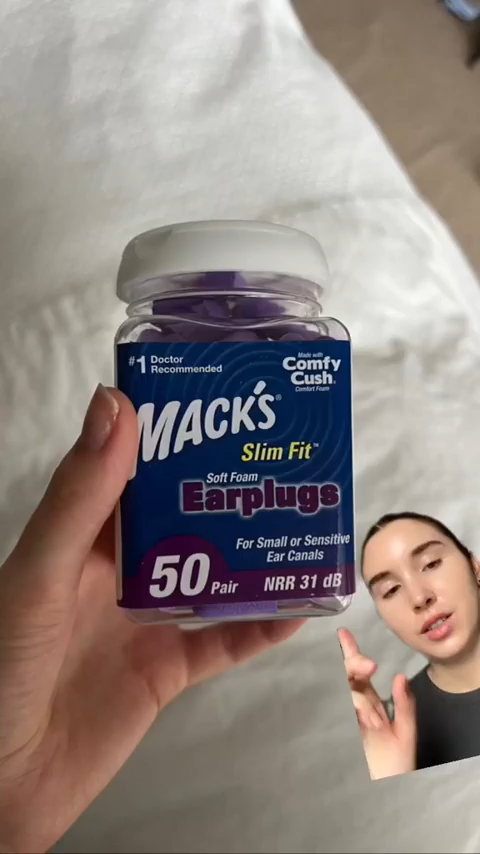 #1 Doctor
Recommended
Made with
Comfy
Cush®
Comfort Foam
MACK'S®
Slim Fit™
Soft Foam
Earplugs
For Small or Sensitive
Ear Canals
50 Pair
NRR 31 dB